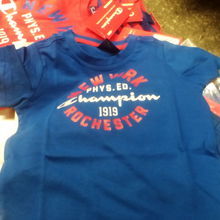 NEW YORK
PHYS. ED.
Champion
1919
ROCHESTER